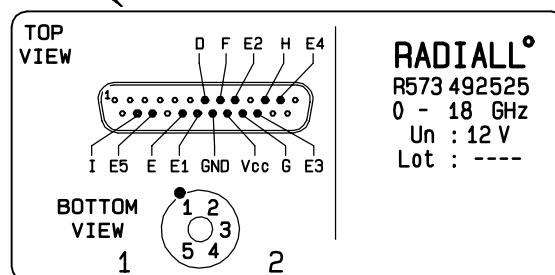 TOP
VIEW
D F E2 H E4
1
I E5 E E1 GND Vcc G E3
BOTTOM
VIEW
1 2
3
5 4
1 2
RADIALL°
R573 492525
0 - 18 GHz
Un : 12 V
Lot : ----